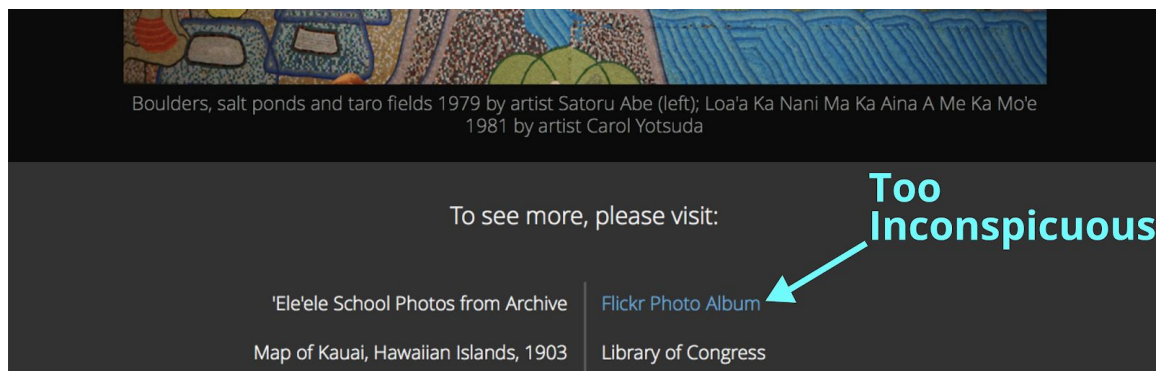 Boulders, salt ponds and taro fields 1979 by artist Satoru Abe (left); Loa'a Ka Nani Ma Ka Aina A Me Ka Mo'e
1981 by artist Carol Yotsuda
Too
Inconspicuous
To see more, please visit:
'Ele'ele School Photos from Archive
Flickr Photo Album
Map of Kauai, Hawaiian Islands, 1903
Library of Congress